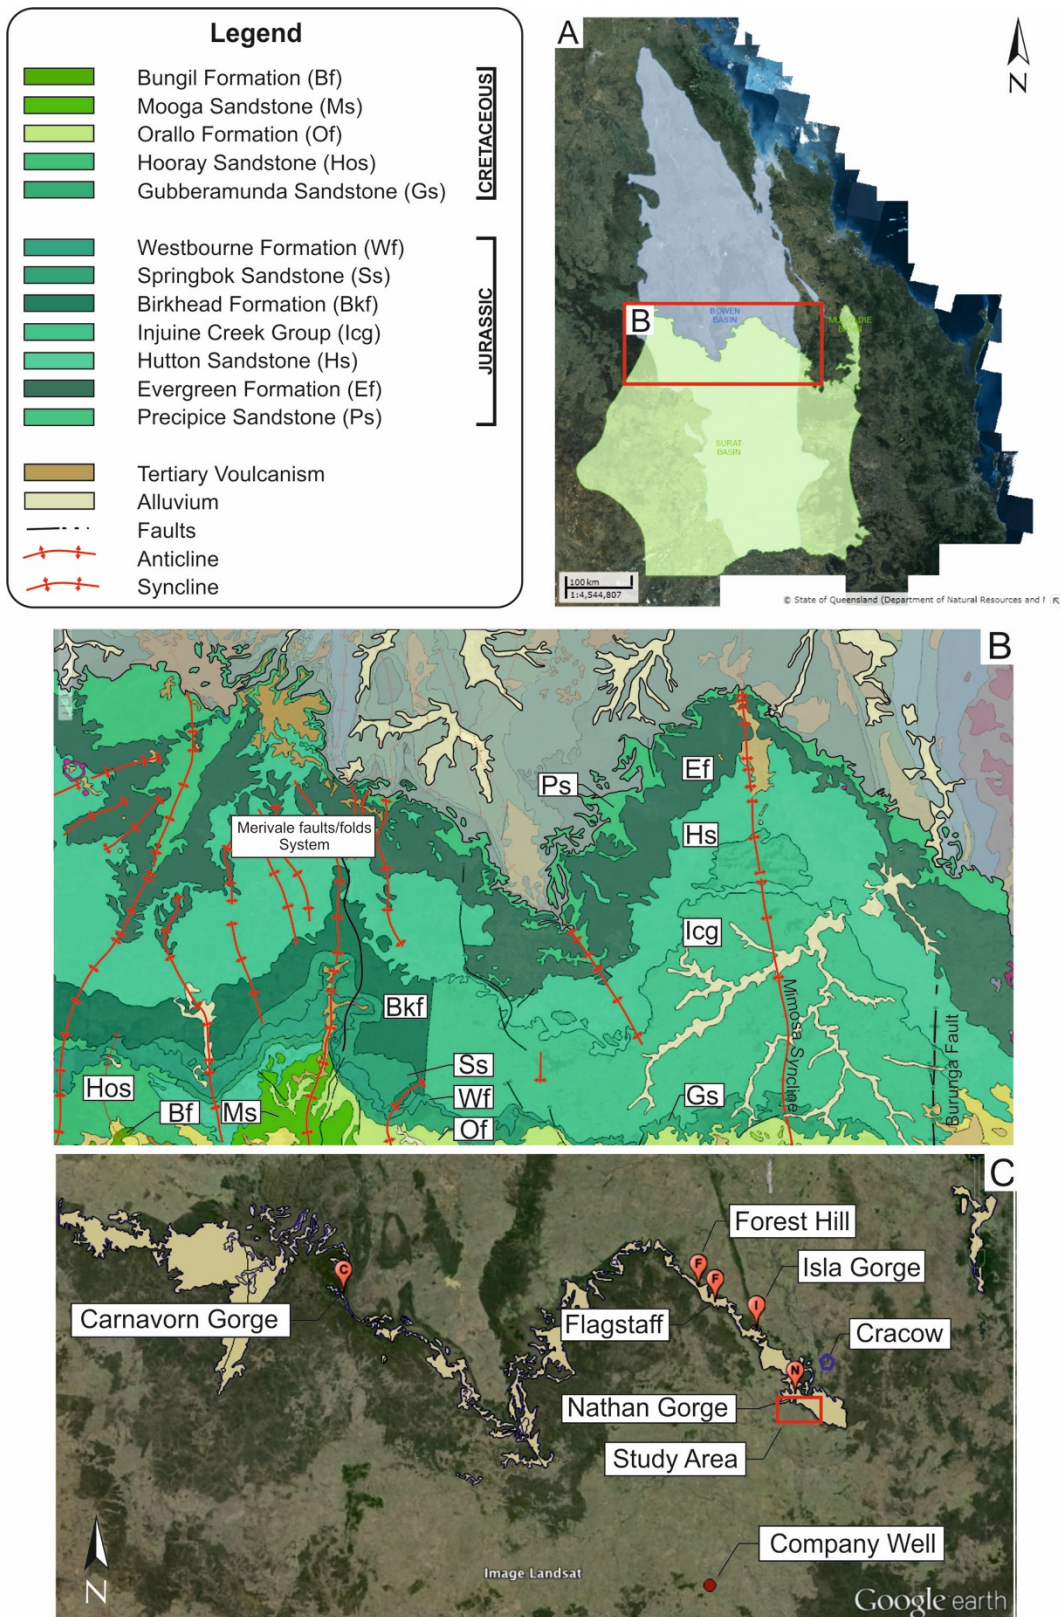 Legend
Bungil Formation (Bf)
Mooga Sandstone (Ms)
Orallo Formation (Of)
Hooray Sandstone (Hos)
Gubberamunda Sandstone (Gs)
CRETACEOUS
Westbourne Formation (Wf)
Springbok Sandstone (Ss)
Birkhead Formation (Bkf)
Injuine Creek Group (Icg)
Hutton Sandstone (Hs)
Evergreen Formation (Ef)
Precipice Sandstone (Ps)
JURASSIC
Tertiary Voulcanism
Alluvium
Faults
Anticline
Syncline
A
N
B
BOWEN
BASIN
SURAT
BASIN
100 km
1:4,544,807
© State of Queensland (Department of Natural Resources and
B
Ps
Ef
Merivale faults/folds
System
Hs
Icg
Bkf
Mimosa Syncline
Burunga Fault
Ss
Hos
Wf
Gs
Bf
Ms
Of
C
Forest Hill
F
F
Isla Gorge
C
I
Carnavorn Gorge
Flagstaff
Cracow
N
Nathan Gorge
Study Area
Company Well
N
Image Landsat
Google earth